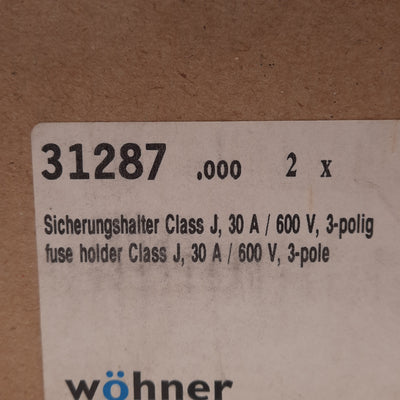 31287 .000 2 x
Sicherungshalter Class J, 30 A / 600 V, 3-polig
fuse holder Class J, 30 A / 600 V, 3-pole
wöhner